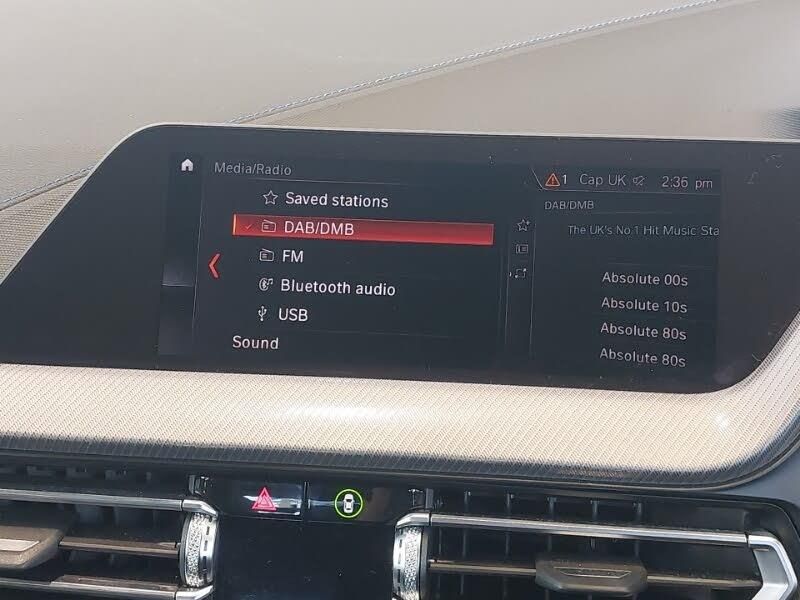 Media/Radio
1 Cap UK 2:36 pm
Saved stations
DAB/DMB
FM
Bluetooth audio
USB
Sound
DAB/DMB
The UK's No.1 Hit Music Sta
Absolute 00s
Absolute 10s
Absolute 80s
Absolute 80s